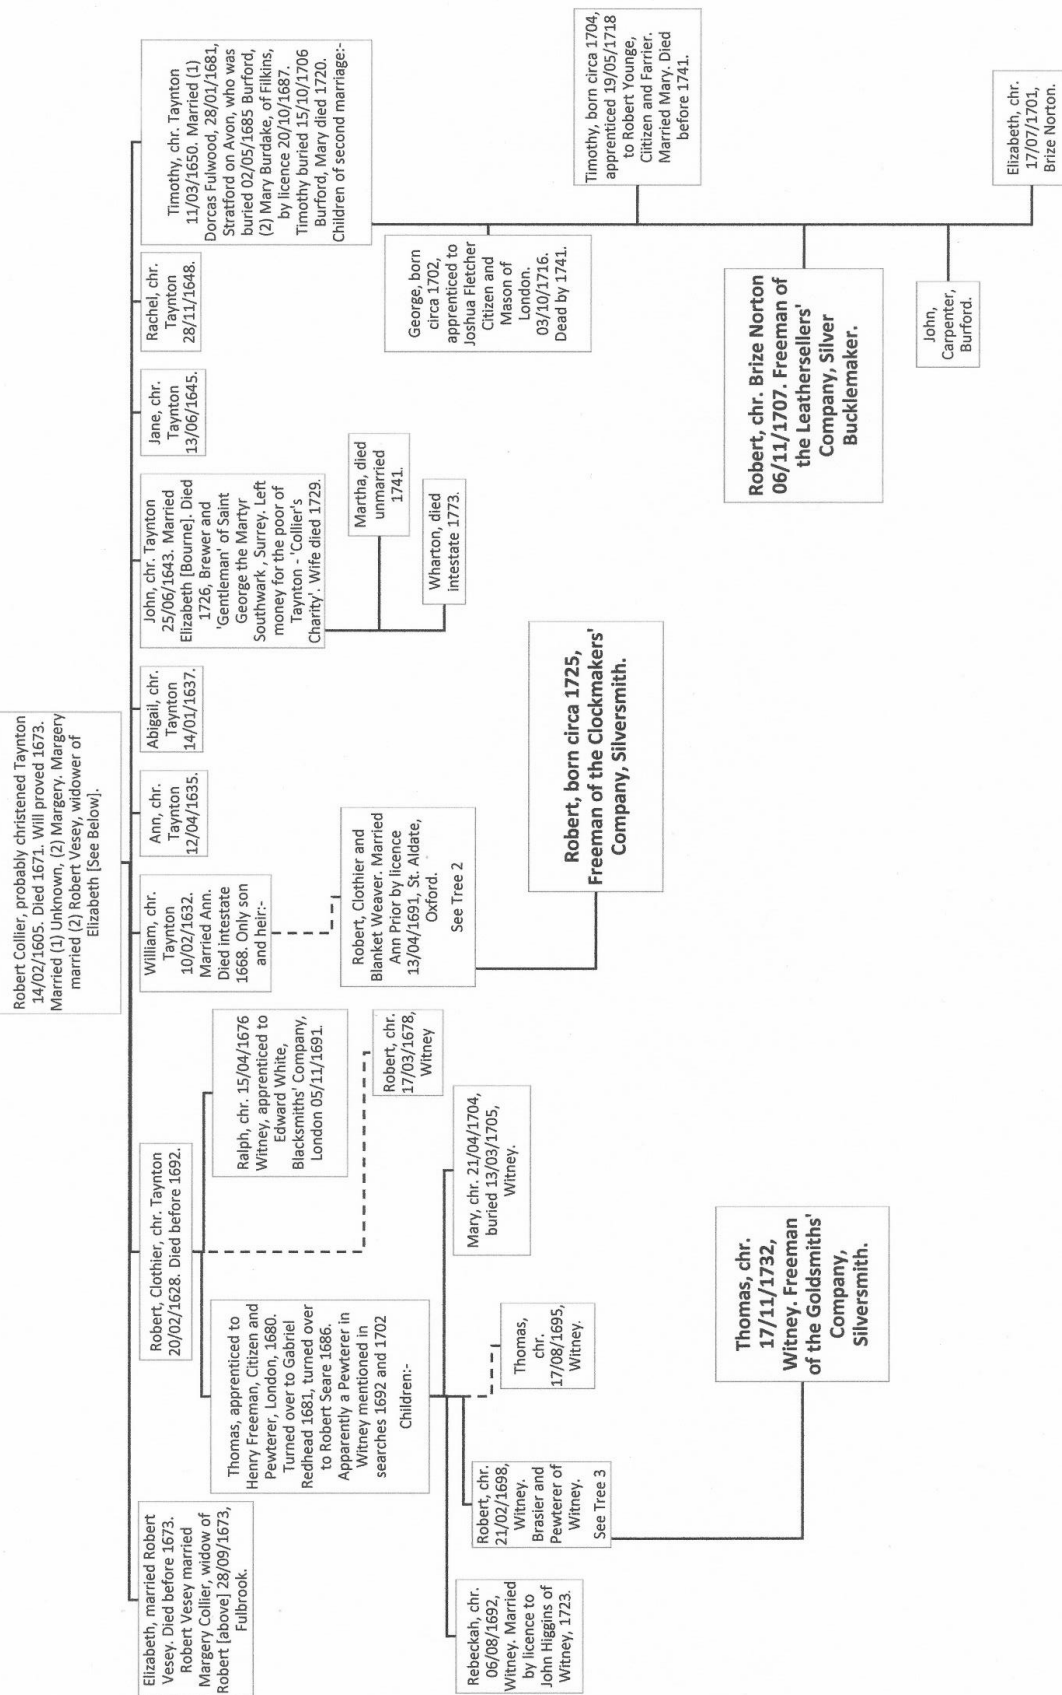 Robert Collier, probably christened Taynton
14/02/1605. Died 1671. Will proved 1673.
Married (1) Unknown, (2) Margery. Margery
married (2) Robert Vesey, widower of
Elizabeth [See Below].
Elizabeth, married Robert
Vesey. Died before 1673.
Robert Vesey married
Margery Collier, widow of
Robert [above] 28/09/1673,
Fulbrook.
Robert, Clothier, chr. Taynton
20/02/1628. Died before 1692.
William, chr.
Taynton
10/02/1632.
Married Ann.
Died intestate
1668. Only son
and heir:-
Ann, chr.
Taynton
12/04/1635.
Abigail, chr.
Taynton
14/01/1637.
John, chr. Taynton
25/06/1643. Married
Elizabeth [Bourne]. Died
1726, Brewer and
'Gentleman' of Saint
George the Martyr
Southwark , Surrey. Left
money for the poor of
Taynton - 'Collier's
Charity'. Wife died 1729.
Jane, chr.
Taynton
13/06/1645.
Rachel, chr.
Taynton
28/11/1648.
Timothy, chr. Taynton
11/03/1650. Married (1)
Dorcas Fulwood, 28/01/1681,
Stratford on Avon, who was
buried 02/05/1685 Burford,
(2) Mary Burdake, of Filkins,
by licence 20/10/1687.
Timothy buried 15/10/1706
Burford, Mary died 1720.
Children of second marriage:-
Thomas, apprenticed to
Henry Freeman, Citizen and
Pewterer, London, 1680.
Turned over to Gabriel
Redhead 1681, turned over
to Robert Seare 1686.
Apparently a Pewterer in
Witney mentioned in
searches 1692 and 1702
Children:-
Ralph, chr. 15/04/1676
Witney, apprenticed to
Edward White,
Blacksmiths' Company,
London 05/11/1691.
Robert, chr.
17/03/1678,
Witney
Robert, Clothier and
Blanket Weaver. Married
Ann Prior by licence
13/04/1691, St. Aldate,
Oxford.
See Tree 2
Martha, died
unmarried
1741.
Wharton, died
intestate 1773.
George, born
circa 1702,
apprenticed to
Joshua Fletcher
Citizen and
Mason of
London.
03/10/1716.
Dead by 1741.
Timothy, born circa 1704,
apprenticed 19/05/1718
to Robert Younge,
Ciitizen and Farrier.
Married Mary. Died
before 1741.
Rebeckah, chr.
06/08/1692,
Witney. Married
by licence to
John Higgins of
Witney, 1723.
Robert, chr.
21/02/1698,
Witney.
Brasier and
Pewterer of
Witney.
See Tree 3
Thomas,
chr.
17/08/1695,
Witney.
Mary, chr. 21/04/1704,
buried 13/03/1705,
Witney.
Robert, born circa 1725,
Freeman of the Clockmakers'
Company, Silversmith.
Robert, chr. Brize Norton
06/11/1707. Freeman of
the Leathersellers'
Company, Silver
Bucklemaker.
Thomas, chr.
17/11/1732,
Witney. Freeman
of the Goldsmiths'
Company,
Silversmith.
John,
Carpenter,
Burford.
Elizabeth, chr.
17/07/1701,
Brize Norton.